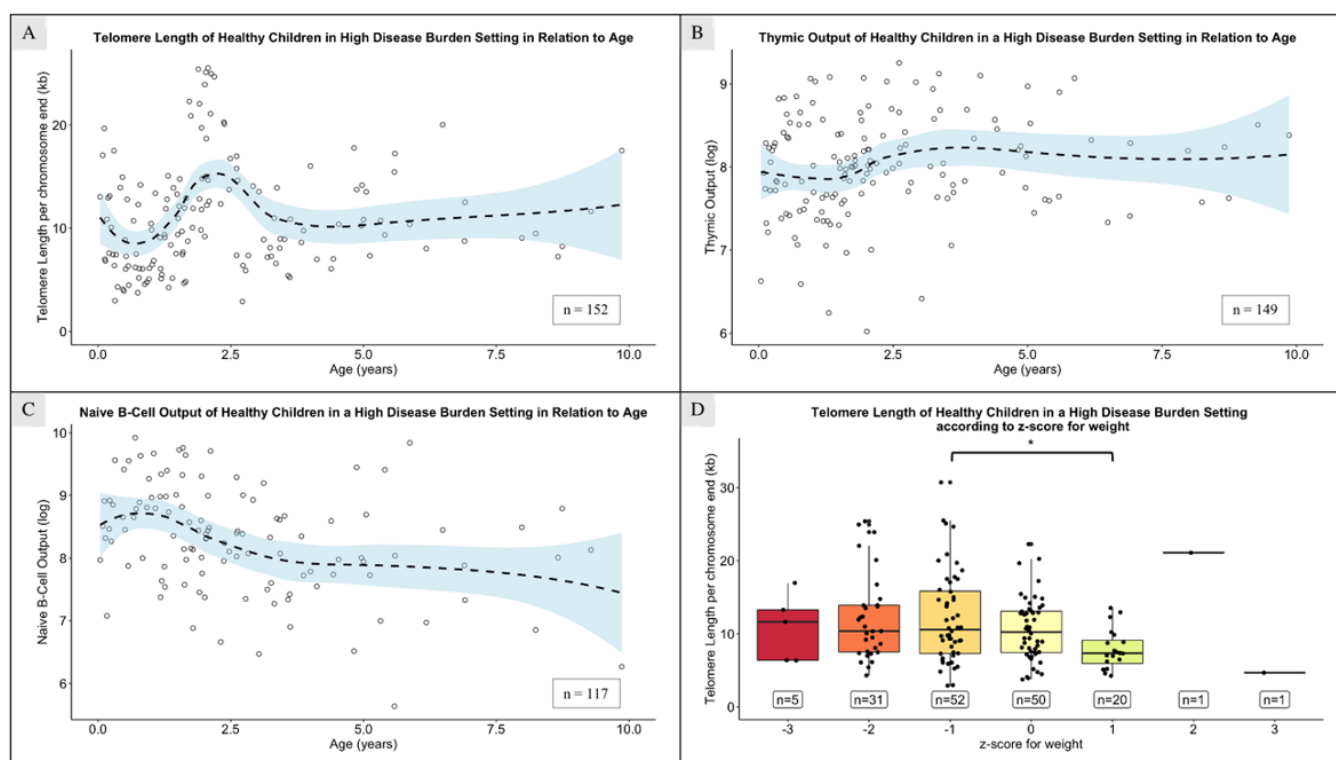 A
Telomere Length of Healthy Children in High Disease Burden Setting in Relation to Age
Telomere Length per chromosome end (kb)
20
10
0
0.0
2.5
5.0
7.5
10.0
Age (years)
n = 152
B
Thymic Output of Healthy Children in a High Disease Burden Setting in Relation to Age
Thymic Output (log)
9
8
7
6
0.0
2.5
5.0
7.5
10.0
Age (years)
n = 149
C
Naive B-Cell Output of Healthy Children in a High Disease Burden Setting in Relation to Age
Naive B-Cell Output (log)
10
9
8
7
6
0.0
2.5
5.0
7.5
10.0
Age (years)
n = 117
D
Telomere Length of Healthy Children in a High Disease Burden Setting
according to z-score for weight
Telomere Length per chromosome end (kb)
40
30
20
10
0
*
n=5
n=31
n=52
n=50
n=20
n=1
n=1
-3
-2
-1
0
1
2
3
z-score for weight